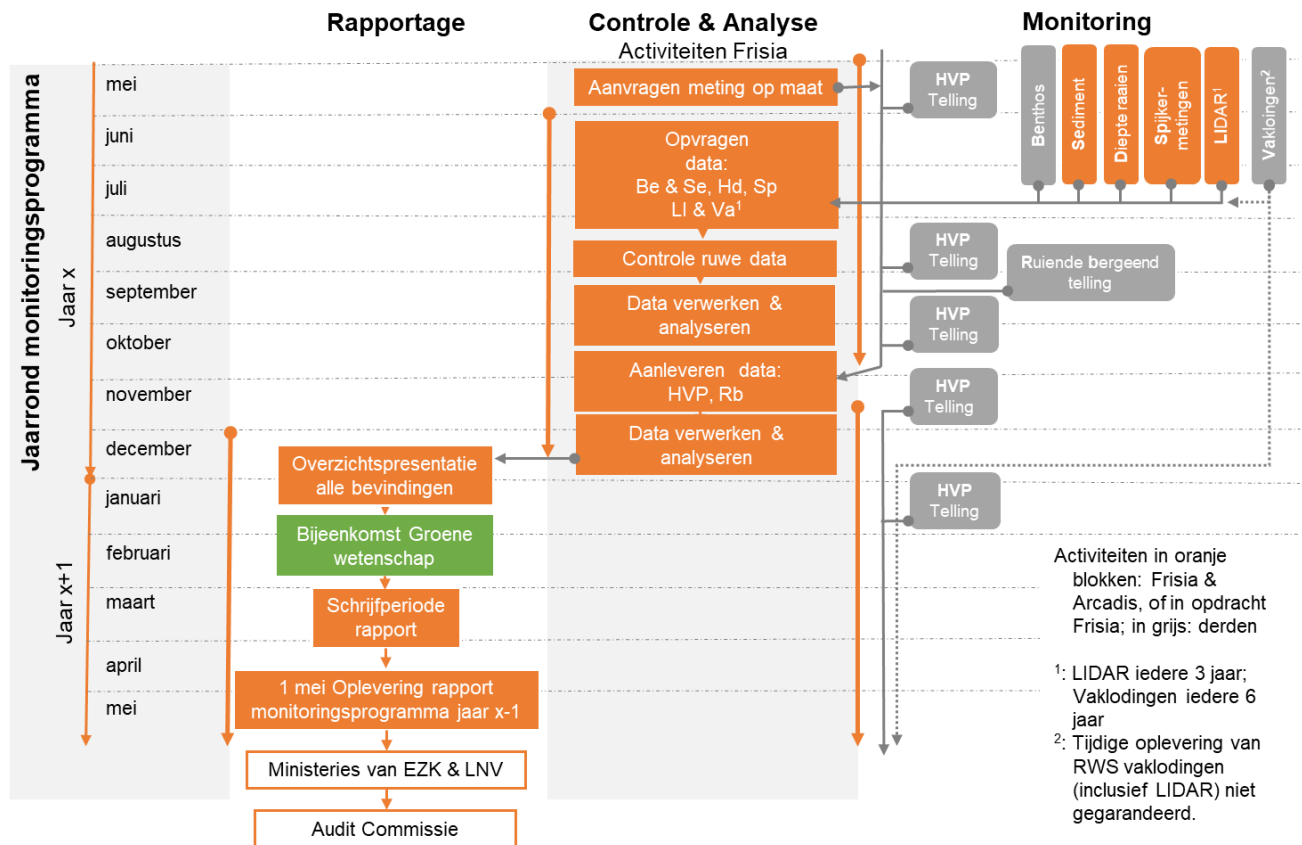 Rapportage
Controle & Analyse
Activiteiten Frisia
Monitoring
Jaarrond monitoringsprogramma
Jaar x
Jaar x+1
mei
juni
juli
augustus
september
oktober
november
december
januari
februari
maart
april
mei
Aanvragen meting op maat
Opvragen
data:
Be & Se, Hd, Sp
LI & Va1
Controle ruwe data
Data verwerken &
analyseren
Aanleveren data:
HVP, Rb
Data verwerken &
analyseren
Overzichtspresentatie
alle bevindingen
Bijeenkomst Groene
wetenschap
Schrijfperiode
rapport
1 mei Oplevering rapport
monitoringsprogramma jaar x-1
Ministeries van EZK & LNV
Audit Commissie
HVP
Telling
Benthos
Sediment
Diepte raaien
Spijker-
metingen
LIDAR1
Vakloingen2
HVP
Telling
Ruiende bergeend
telling
HVP
Telling
HVP
Telling
HVP
Telling
Activiteiten in oranje
blokken: Frisia &
Arcadis, of in opdracht
Frisia; in grijs: derden
1: LIDAR iedere 3 jaar;
Vaklodingen iedere 6
jaar
2: Tijdige oplevering van
RWS vaklodingen
(inclusief LIDAR) niet
gegarandeerd.